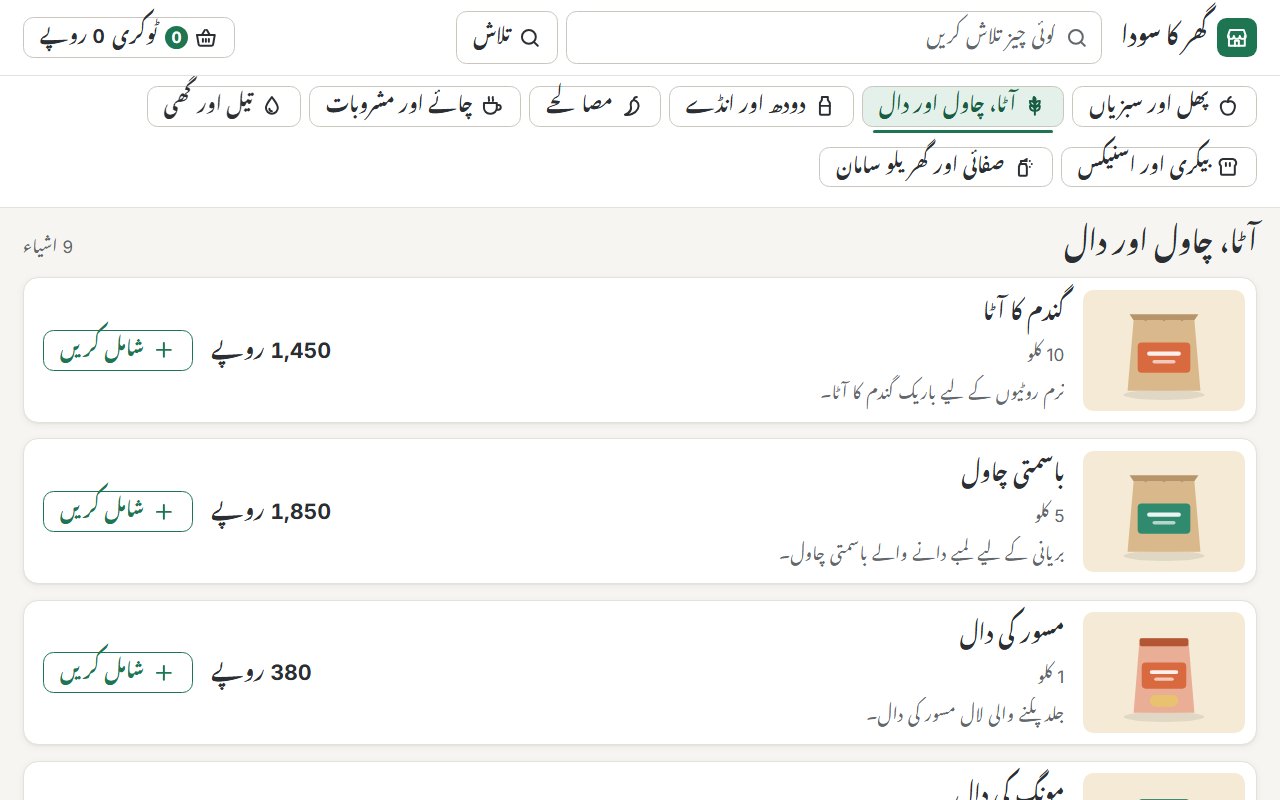 گھر کا سودا
کوئی چیز تلاش کریں
تلاش
0 ٹوکری 0 روپے
پھل اور سبزیاں
آٹا، چاول اور دال
دودھ اور انڈے
مصالحے
چائے اور مشروبات
تیل اور گھی
بیکری اور اسنیکس
صفائی اور گھریلو سامان
آٹا، چاول اور دال
9 اشیاء
گندم کا آٹا
10 کلو
نرم روٹیوں کے لیے باریک گندم کا آٹا۔
1,450 روپے
شامل کریں
باسمتی چاول
5 کلو
بریانی کے لیے لمبے دانے والے باسمتی چاول۔
1,850 روپے
شامل کریں
مسور کی دال
1 کلو
جلد پکنے والی لال مسور کی دال۔
380 روپے
شامل کریں
مونگ کی دال